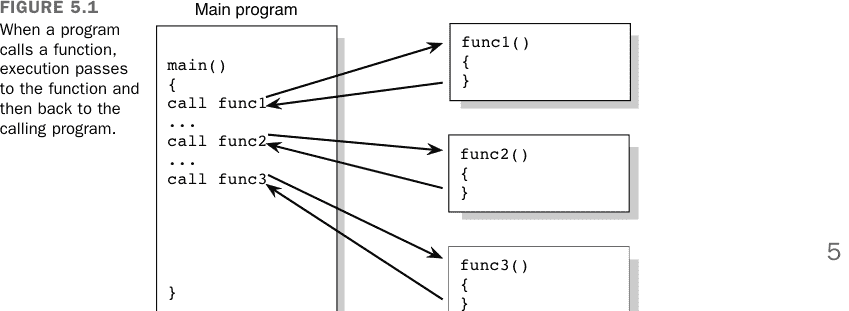 FIGURE 5.1
When a program
calls a function,
execution passes
to the function and
then back to the
calling program.
Main program
main()
{
call func1
...
call func2
...
call func3
}
func1()
{
}
func2()
{
}
func3()
{
}
5